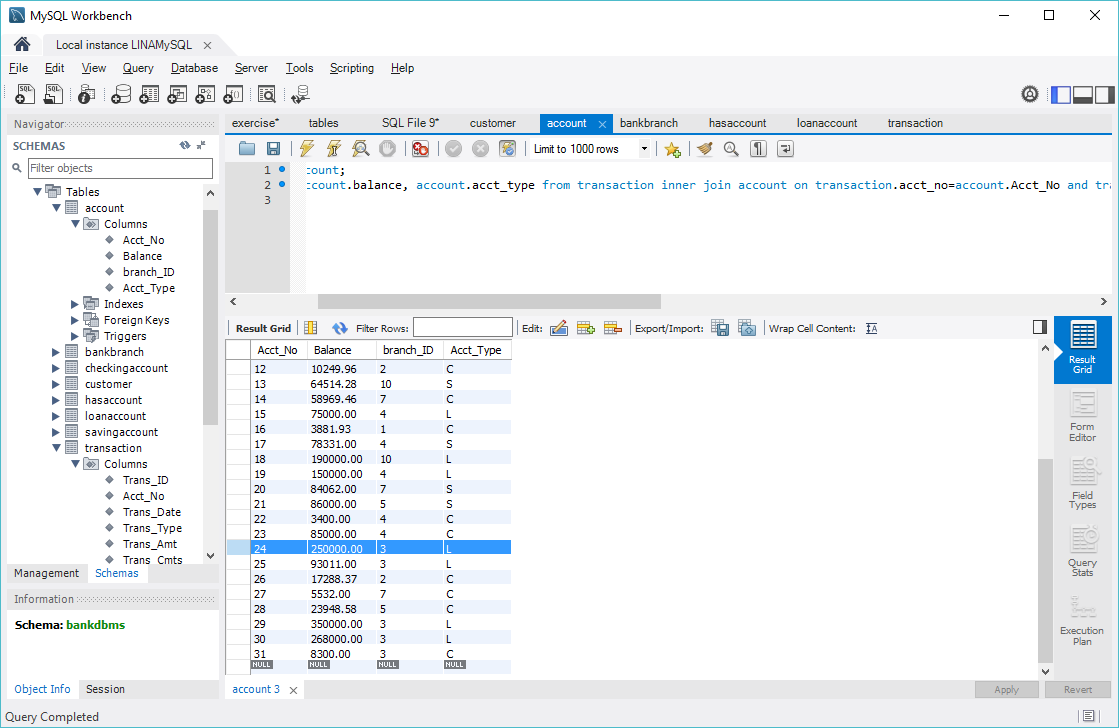 MySQL Workbench
Local instance LINAMySQL
File Edit View Query Database Server Tools Scripting Help
Navigator
SCHEMAS
Filter objects
Tables
account
Columns
Acct_No
Balance
branch_ID
Acct_Type
Indexes
Foreign Keys
Triggers
bankbranch
checkingaccount
customer
hasaccount
loanaccount
savingaccount
transaction
Columns
Trans_ID
Acct_No
Trans_Date
Trans_Type
Trans_Amt
Trans_Cmts
Management Schemas
Information
Schema: bankdbms
Object Info Session
exercise* tables SQL File 9* customer account bankbranch hasaccount loanaccount transaction
Limit to 1000 rows
1 count;
2 ccount.balance, account.acct_type from transaction inner join account on transaction.acct_no=account.Acct_No and tra
3
Result Grid Filter Rows: Edit: Export/Import: Wrap Cell Content:
Acct_No Balance branch_ID Acct_Type
12 10249.96 2 C
13 64514.28 10 S
14 58969.46 7 C
15 75000.00 4 L
16 3881.93 1 C
17 78331.00 4 S
18 190000.00 10 L
19 150000.00 4 L
20 84062.00 7 S
21 86000.00 5 S
22 3400.00 4 C
23 85000.00 4 C
24 250000.00 3 L
25 93011.00 3 L
26 17288.37 2 C
27 5532.00 7 C
28 23948.58 5 C
29 350000.00 3 L
30 268000.00 3 L
31 8300.00 3 C
NULL NULL NULL NULL
Result
Grid
Form
Editor
Field
Types
Query
Stats
Execution
Plan
account 3
Apply Revert
Query Completed